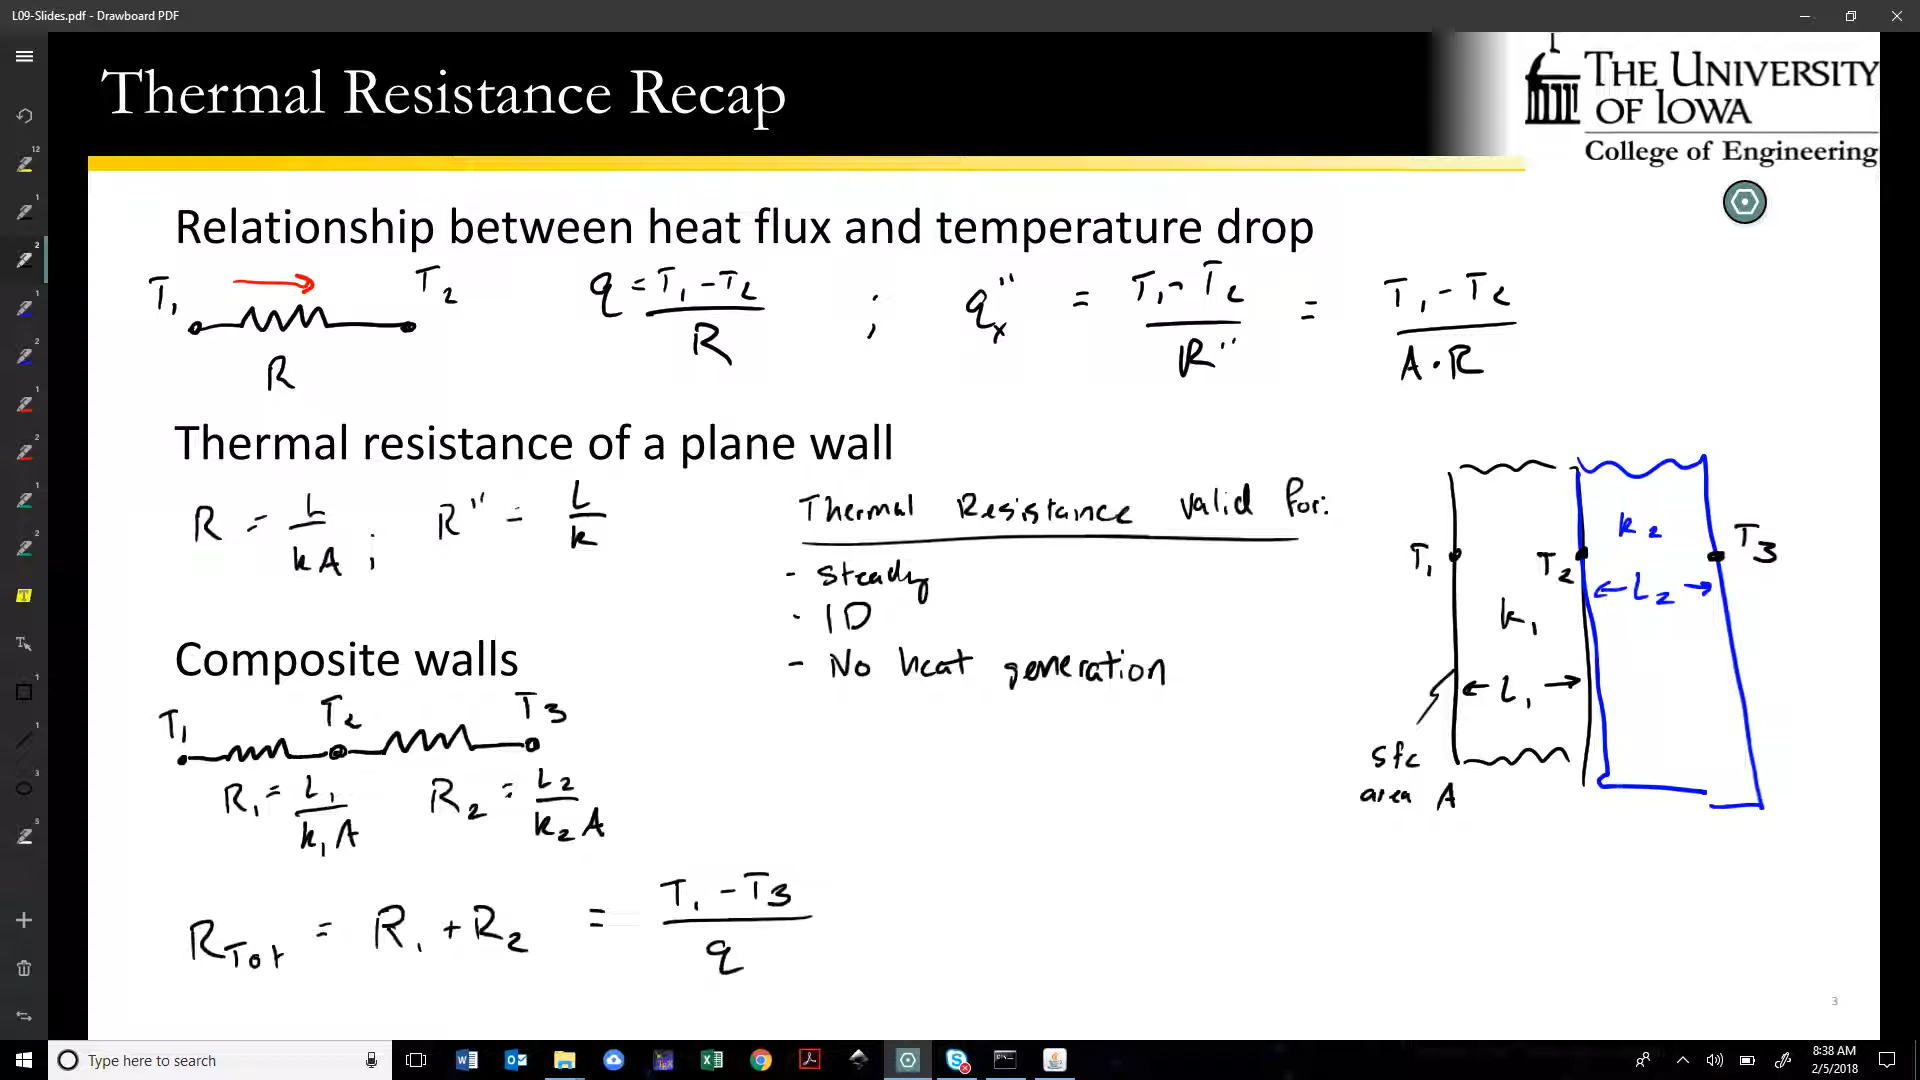 L09-Slides.pdf - Drawboard PDF
Thermal Resistance Recap
THE UNIVERSITY
OF IOWA
College of Engineering
Relationship between heat flux and temperature drop
T₁ T₂
R
q = (T₁ - T₂)/R ; qₓ'' = (T₁ - T₂)/R'' = (T₁ - T₂)/(A · R)
Thermal resistance of a plane wall
R = L/(kA) ; R'' = L/k
Thermal Resistance valid for:
- Steady
- 1D
- No heat generation
T₁ T₂ k₂ T₃
← L₂ →
k₁
← L₁ →
sfc
area A
Composite walls
T₁ T₂ T₃
R₁ = L₁/(k₁A) R₂ = L₂/(k₂A)
R_Tot = R₁ + R₂ = (T₁ - T₃)/q
3
Type here to search
8:38 AM
2/5/2018